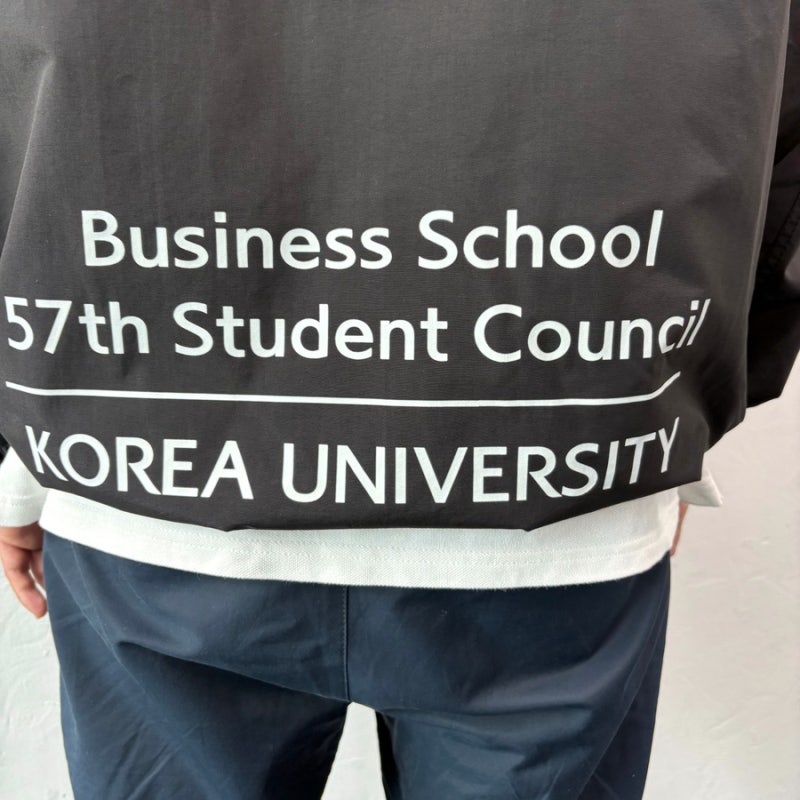 Business School
57th Student Council
KOREA UNIVERSITY